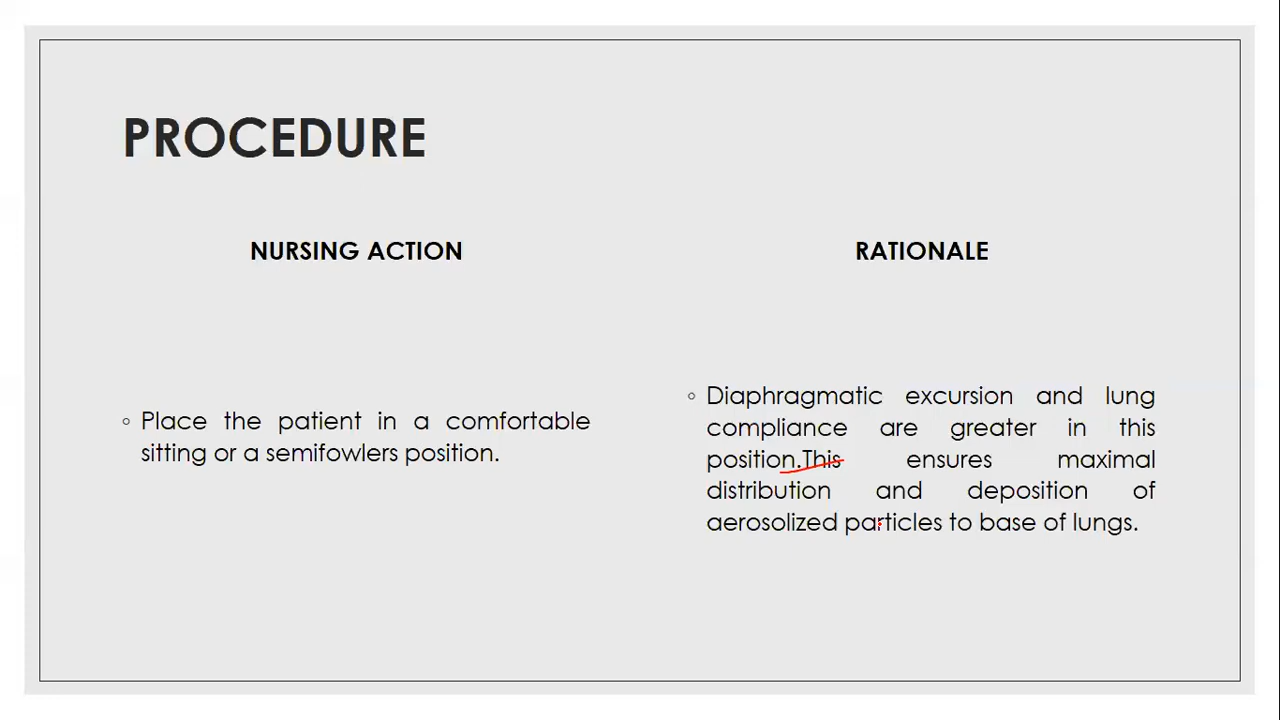 PROCEDURE
NURSING ACTION
RATIONALE
◦ Place the patient in a comfortable
sitting or a semifowlers position.
◦ Diaphragmatic excursion and lung
compliance are greater in this
position.This ensures maximal
distribution and deposition of
aerosolized particles to base of lungs.